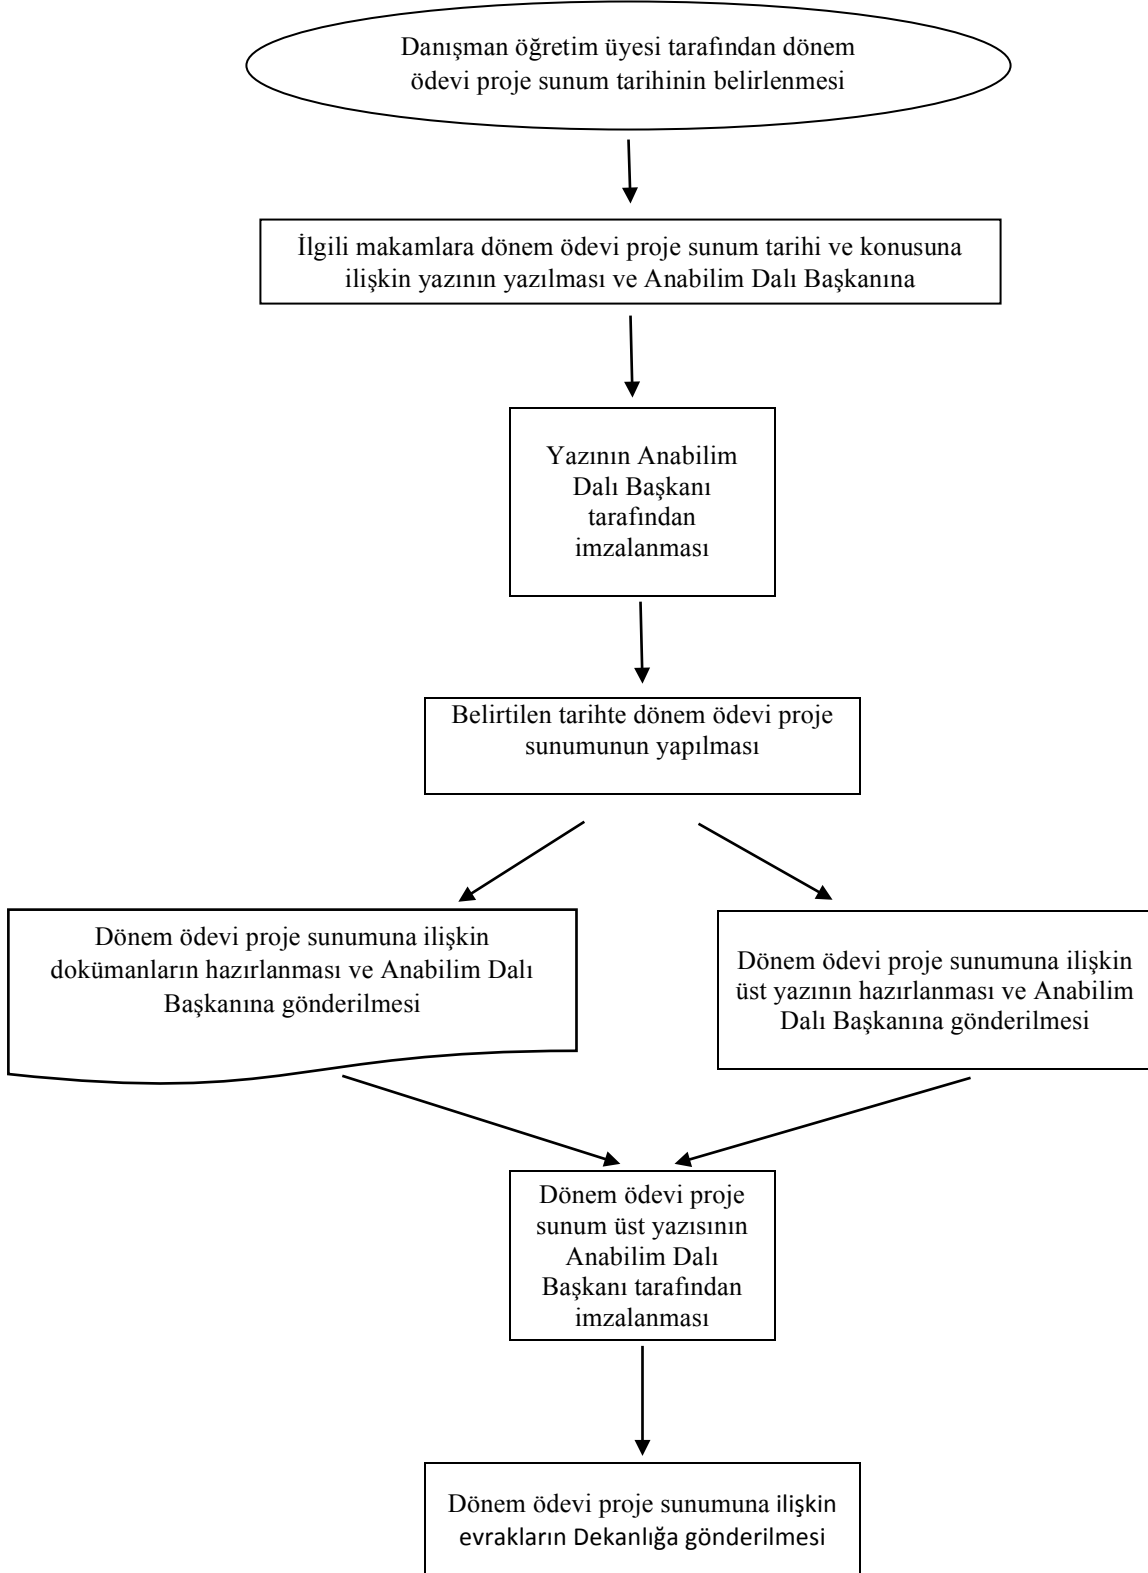 Danışman öğretim üyesi tarafından dönem
ödevi proje sunum tarihinin belirlenmesi
İlgili makamlara dönem ödevi proje sunum tarihi ve konusuna
ilişkin yazının yazılması ve Anabilim Dalı Başkanına
Yazının Anabilim
Dalı Başkanı
tarafından
imzalanması
Belirtilen tarihte dönem ödevi proje
sunumunun yapılması
Dönem ödevi proje sunumuna ilişkin
dokümanların hazırlanması ve Anabilim Dalı
Başkanına gönderilmesi
Dönem ödevi proje sunumuna ilişkin
üst yazının hazırlanması ve Anabilim
Dalı Başkanına gönderilmesi
Dönem ödevi proje
sunum üst yazısının
Anabilim Dalı
Başkanı tarafından
imzalanması
Dönem ödevi proje sunumuna ilişkin
evrakların Dekanlığa gönderilmesi